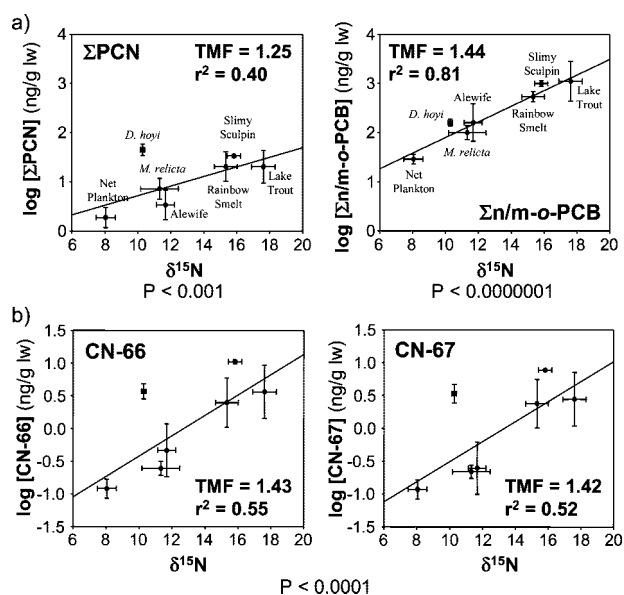 a)
ΣPCN
TMF = 1.25
r² = 0.40
log [ΣPCN] (ng/g lw)
4
3
2
1
0
D. hoyi
Slimy
Sculpin
M. relicta
Net
Plankton
Alewife
Rainbow
Smelt
Lake
Trout
6 8 10 12 14 16 18 20
δ¹⁵N
P < 0.001
TMF = 1.44
r² = 0.81
log [Σn/m-o-PCB] (ng/g lw)
4
3
2
1
0
Slimy
Sculpin
Alewife
D. hoyi
M. relicta
Net
Plankton
Rainbow
Smelt
Lake
Trout
Σn/m-o-PCB
6 8 10 12 14 16 18 20
δ¹⁵N
P < 0.0000001
b)
CN-66
log [CN-66] (ng/g lw)
1.5
1.0
0.5
0.0
-0.5
-1.0
-1.5
TMF = 1.43
r² = 0.55
6 8 10 12 14 16 18 20
δ¹⁵N
CN-67
log [CN-67] (ng/g lw)
1.5
1.0
0.5
0.0
-0.5
-1.0
-1.5
TMF = 1.42
r² = 0.52
6 8 10 12 14 16 18 20
δ¹⁵N
P < 0.0001